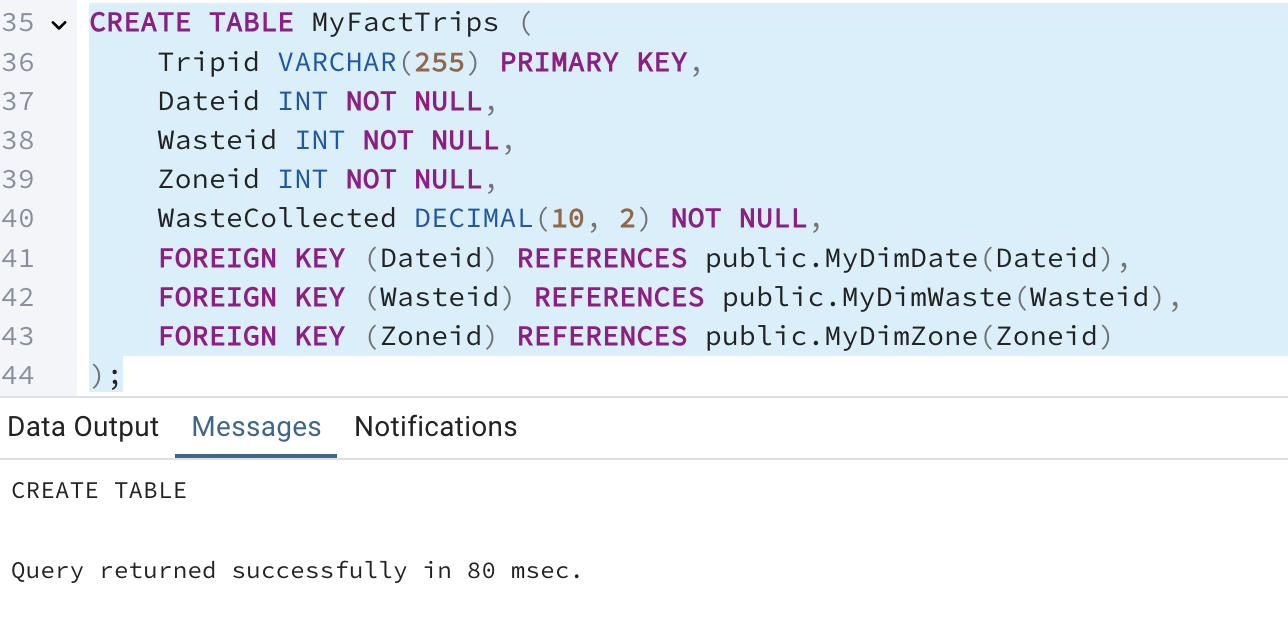 35 CREATE TABLE MyFactTrips (
36 Tripid VARCHAR(255) PRIMARY KEY,
37 Dateid INT NOT NULL,
38 Wasteid INT NOT NULL,
39 Zoneid INT NOT NULL,
40 WasteCollected DECIMAL(10, 2) NOT NULL,
41 FOREIGN KEY (Dateid) REFERENCES public.MyDimDate(Dateid),
42 FOREIGN KEY (Wasteid) REFERENCES public.MyDimWaste(Wasteid),
43 FOREIGN KEY (Zoneid) REFERENCES public.MyDimZone(Zoneid)
44 );
Data Output Messages Notifications
CREATE TABLE
Query returned successfully in 80 msec.